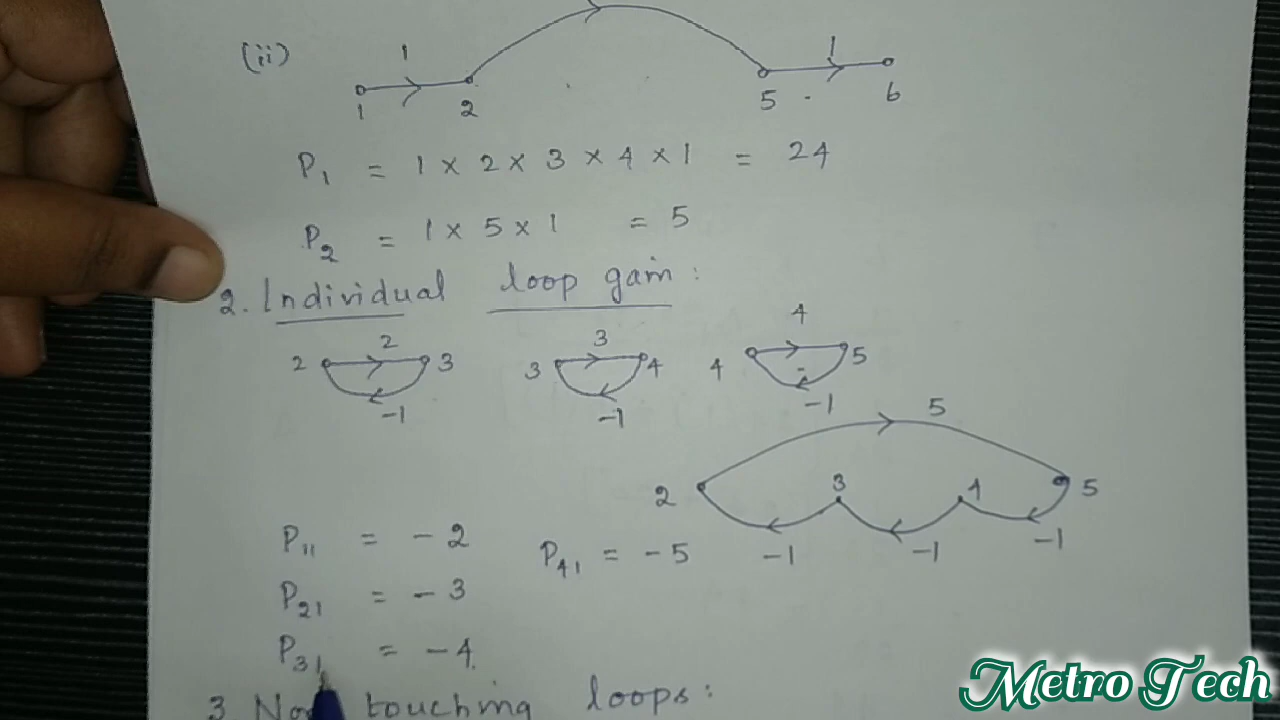 (ii) 1 1
1 2 5 6
P₁ = 1 × 2 × 3 × 4 × 1 = 24
P₂ = 1 × 5 × 1 = 5
2. Individual loop gain :
2 2 3 3 3 4 4 4 5
-1 -1 -1
5
2 3 4 5
-1 -1 -1
P₁₁ = - 2 P₄₁ = - 5
P₂₁ = - 3
P₃₁ = - 4.
3 touching loops:
Metro Tech